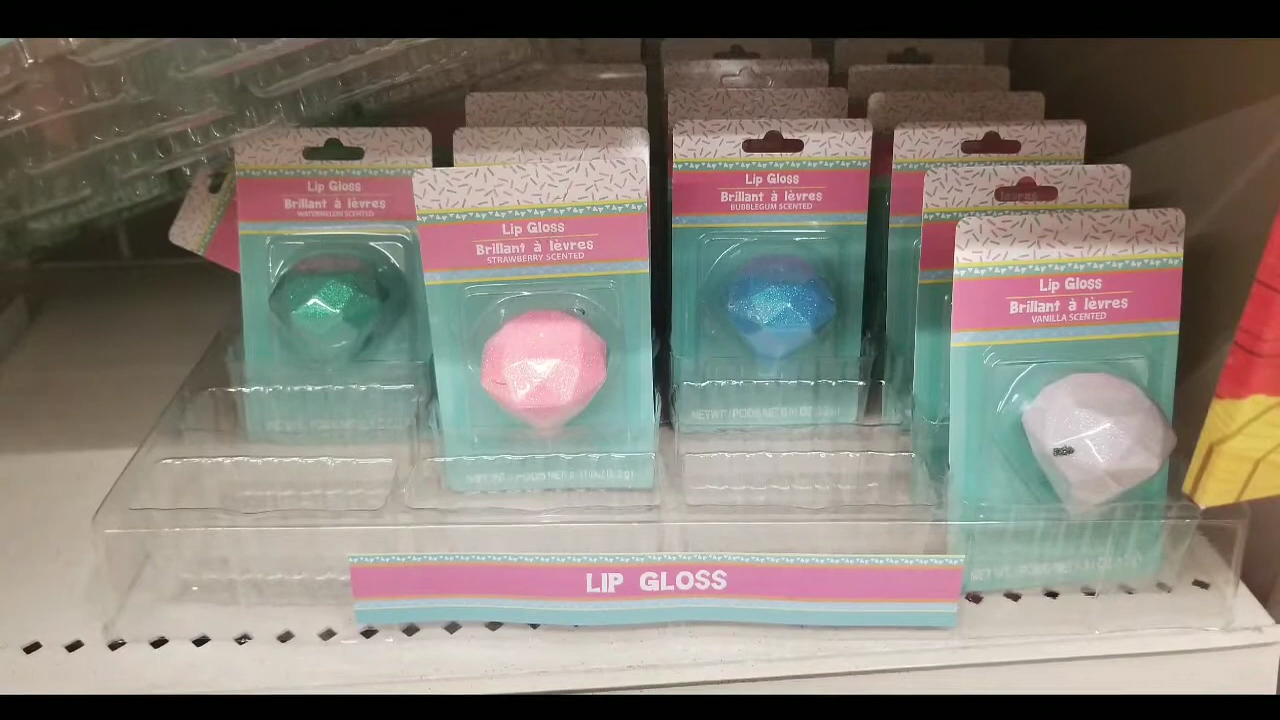 Lip Gloss
Brillant à lèvres
WATERMELON SCENTED
Lip Gloss
Brillant à lèvres
STRAWBERRY SCENTED
Lip Gloss
Brillant à lèvres
BUBBLEGUM SCENTED
Lip Gloss
Brillant à lèvres
VANILLA SCENTED
LIP GLOSS